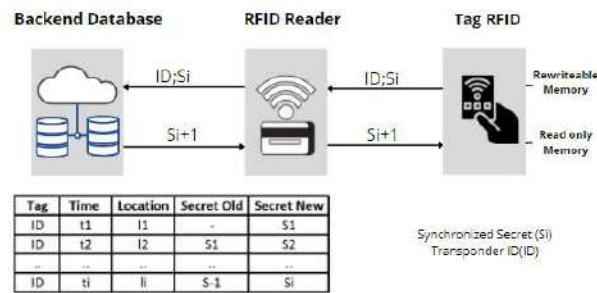 Backend Database RFID Reader Tag RFID
ID;Si ID;Si
Rewriteable
Memory
Si+1 Si+1
Read only
Memory
Tag Time Location Secret Old Secret New
ID t1 l1 - S1
ID t2 l2 S1 S2
.. .. .. .. ..
ID ti li S-1 Si
Synchronized Secret (Si)
Transponder ID(ID)